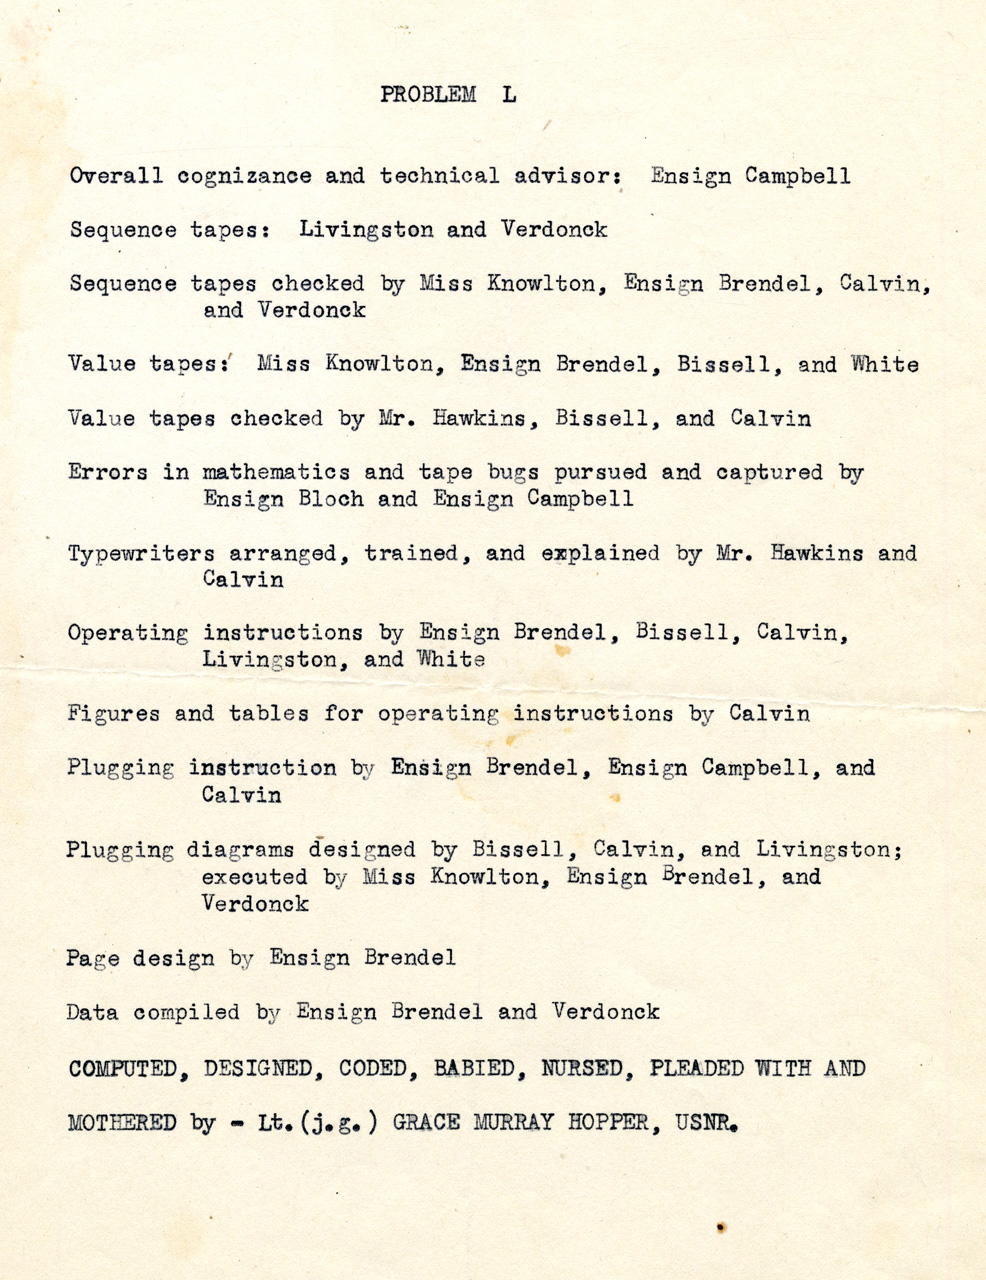 PROBLEM L
Overall cognizance and technical advisor: Ensign Campbell
Sequence tapes: Livingston and Verdonck
Sequence tapes checked by Miss Knowlton, Ensign Brendel, Calvin,
and Verdonck
Value tapes: Miss Knowlton, Ensign Brendel, Bissell, and White
Value tapes checked by Mr. Hawkins, Bissell, and Calvin
Errors in mathematics and tape bugs pursued and captured by
Ensign Bloch and Ensign Campbell
Typewriters arranged, trained, and explained by Mr. Hawkins and
Calvin
Operating instructions by Ensign Brendel, Bissell, Calvin,
Livingston, and White
Figures and tables for operating instructions by Calvin
Plugging instruction by Ensign Brendel, Ensign Campbell, and
Calvin
Plugging diagrams designed by Bissell, Calvin, and Livingston;
executed by Miss Knowlton, Ensign Brendel, and
Verdonck
Page design by Ensign Brendel
Data compiled by Ensign Brendel and Verdonck
COMPUTED, DESIGNED, CODED, BABIED, NURSED, PLEADED WITH AND
MOTHERED by - Lt.(j.g.) GRACE MURRAY HOPPER, USNR.